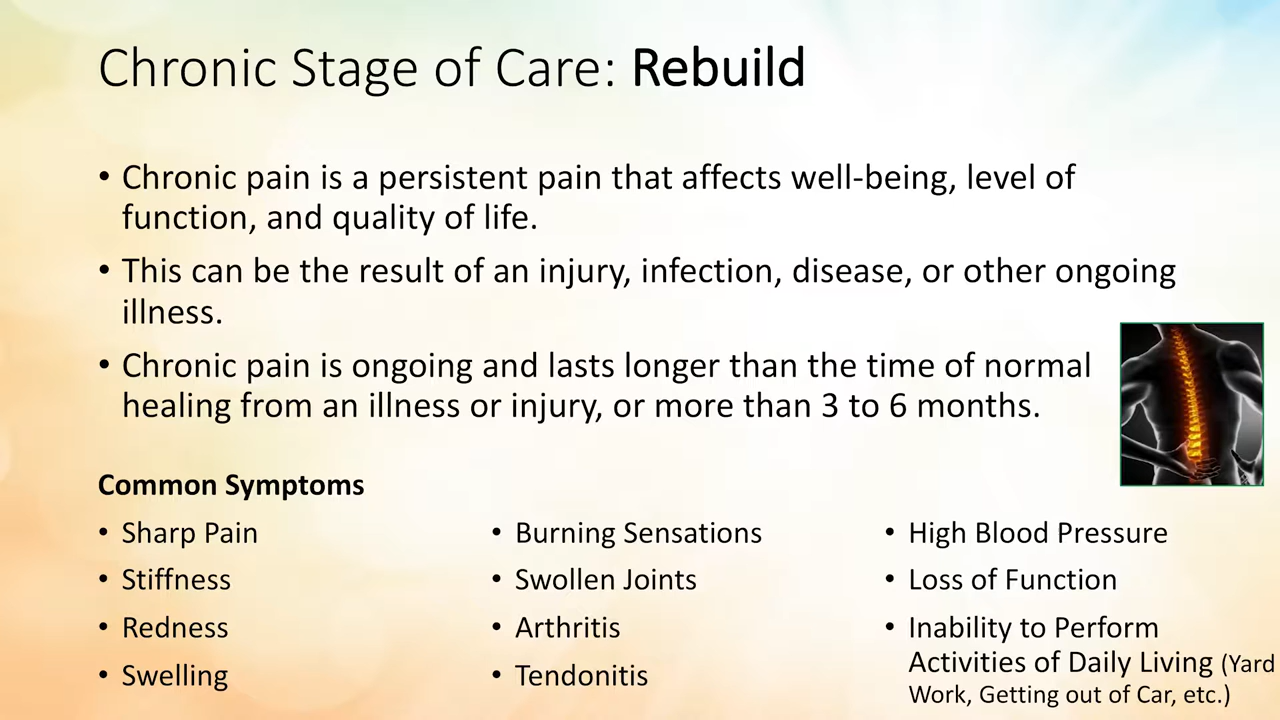 Chronic Stage of Care: Rebuild
• Chronic pain is a persistent pain that affects well-being, level of
function, and quality of life.
• This can be the result of an injury, infection, disease, or other ongoing
illness.
• Chronic pain is ongoing and lasts longer than the time of normal
healing from an illness or injury, or more than 3 to 6 months.
Common Symptoms
• Sharp Pain
• Stiffness
• Redness
• Swelling
• Burning Sensations
• Swollen Joints
• Arthritis
• Tendonitis
• High Blood Pressure
• Loss of Function
• Inability to Perform
Activities of Daily Living (Yard
Work, Getting out of Car, etc.)